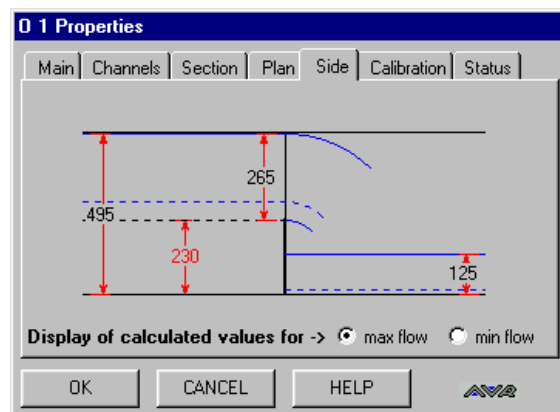 O 1 Properties
Main Channels Section Plan Side Calibration Status
265
495
230
125
Display of calculated values for -> max flow min flow
OK CANCEL HELP AVA